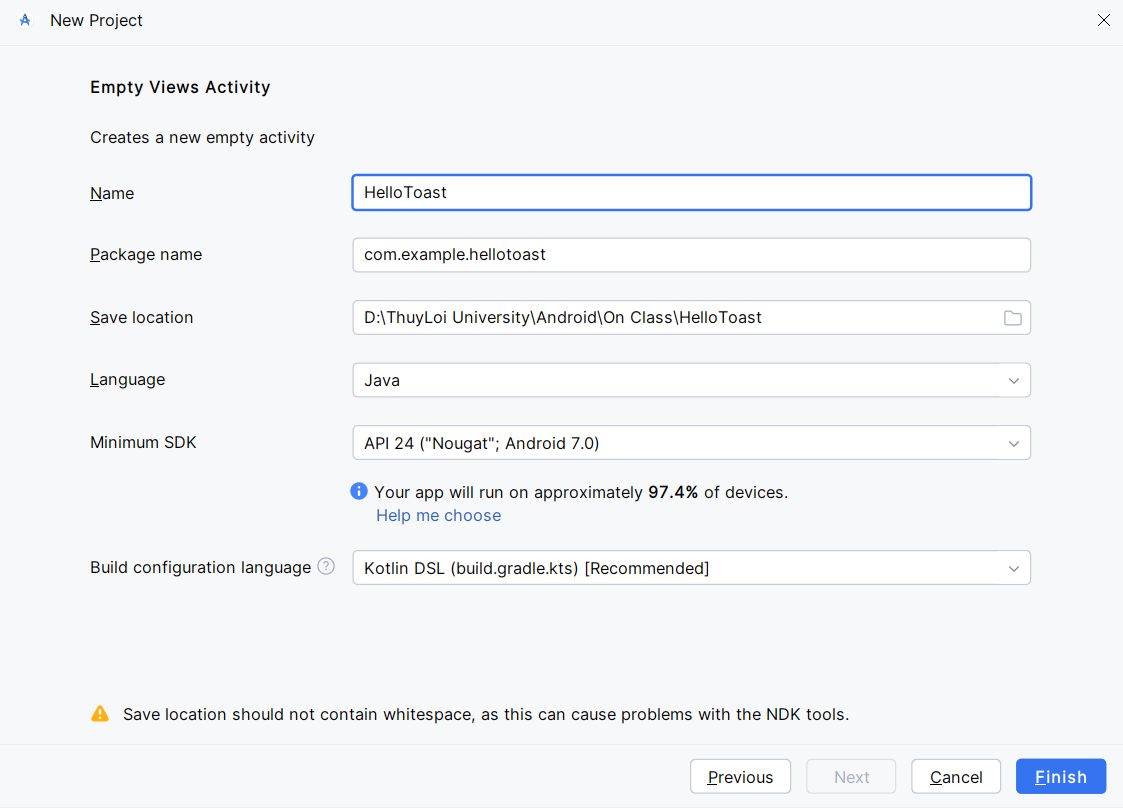 New Project
Empty Views Activity
Creates a new empty activity
Name HelloToast
Package name com.example.hellotoast
Save location D:\ThuyLoi University\Android\On Class\HelloToast
Language Java
Minimum SDK API 24 ("Nougat"; Android 7.0)
Your app will run on approximately 97.4% of devices.
Help me choose
Build configuration language ? Kotlin DSL (build.gradle.kts) [Recommended]
Save location should not contain whitespace, as this can cause problems with the NDK tools.
Previous Next Cancel Finish